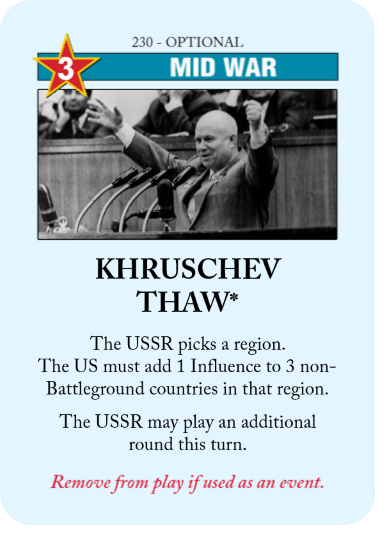 230 - OPTIONAL
3
MID WAR
KHRUSCHEV
THAW*
The USSR picks a region.
The US must add 1 Influence to 3 non-
Battleground countries in that region.
The USSR may play an additional
round this turn.
Remove from play if used as an event.